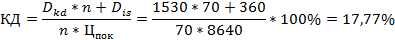 КД = (D_kd * n + D_is) / (n * Ц_пок) = (1530 * 70 + 360) / (70 * 8640) * 100% = 17,77%